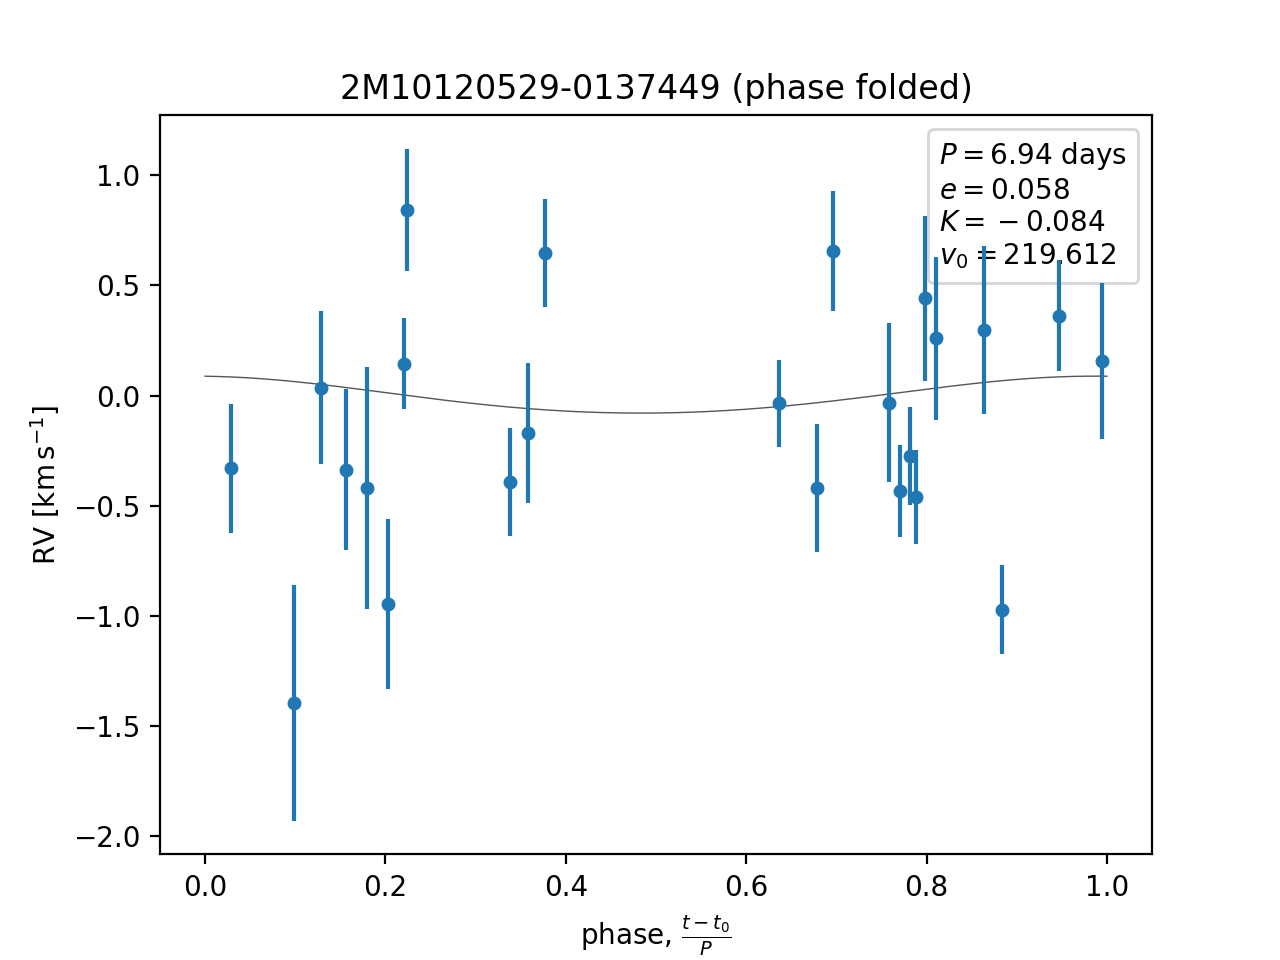 2M10120529-0137449 (phase folded)
P = 6.94 days
e = 0.058
K = −0.084
v₀ = 219.612
1.0
0.5
0.0
−0.5
−1.0
−1.5
−2.0
RV [km s⁻¹]
0.0 0.2 0.4 0.6 0.8 1.0
phase, (t − t₀)/P